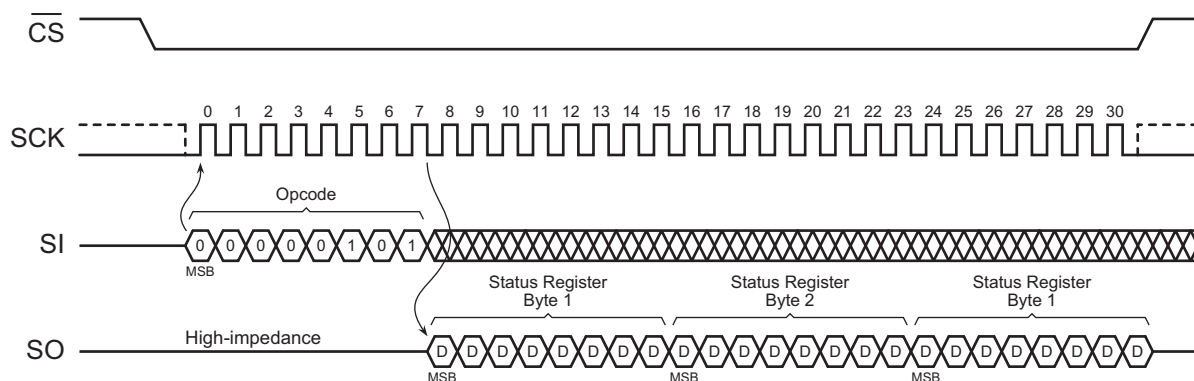 CS
0 1 2 3 4 5 6 7 8 9 10 11 12 13 14 15 16 17 18 19 20 21 22 23 24 25 26 27 28 29 30
SCK
Opcode
SI 0 0 0 0 0 1 0 1
MSB
Status Register Status Register Status Register
Byte 1 Byte 2 Byte 1
High-impedance
SO D D D D D D D D D D D D D D D D D D D D D D D D
MSB MSB MSB